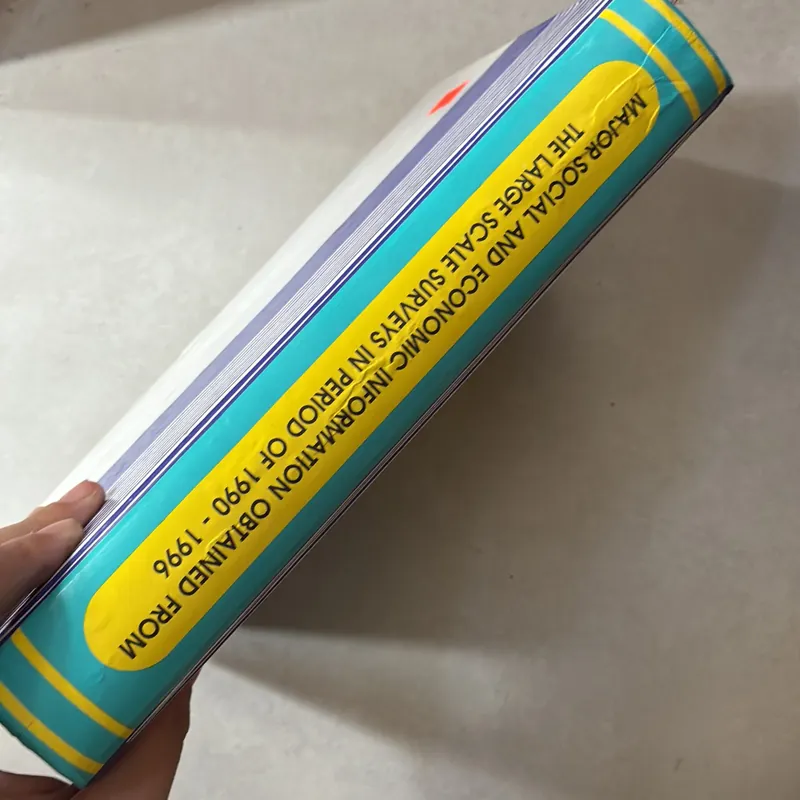 MAJOR SOCIAL AND ECONOMIC INFORMATION OBTAINED FROM
THE LARGE SCALE SURVEYS IN PERIOD OF 1990 - 1996